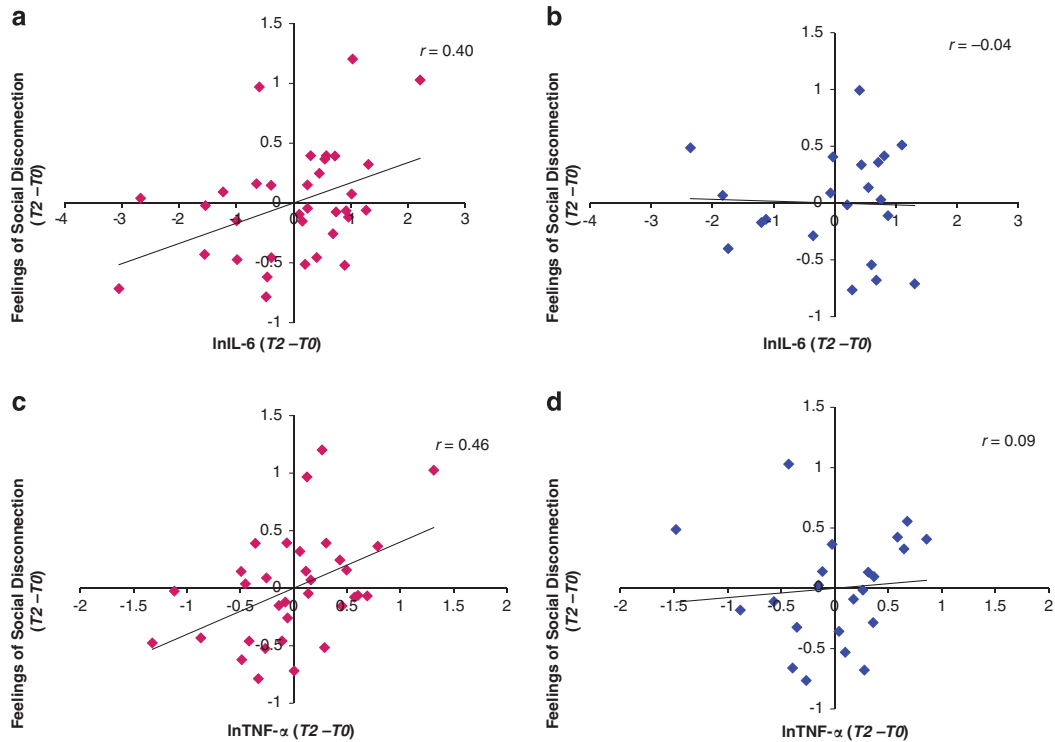 a
1.5
r = 0.40
1
0.5
0
-4
-3
-2
-1
0
1
2
3
-0.5
-1
Feelings of Social Disconnection
(T2 –T0)
lnIL-6 (T2 –T0)
b
1.5
r = –0.04
1
0.5
0
-4
-3
-2
-1
0
1
2
3
-0.5
-1
Feelings of Social Disconnection
(T2 –T0)
lnIL-6 (T2 –T0)
c
1.5
r = 0.46
1
0.5
0
-2
-1.5
-1
-0.5
0
0.5
1
1.5
2
-0.5
-1
Feelings of Social Disconnection
(T2 –T0)
lnTNF-α (T2 –T0)
d
1.5
r = 0.09
1
0.5
0
-2
-1.5
-1
-0.5
0
0.5
1
1.5
2
-0.5
-1
Feelings of Social Disconnection
(T2 –T0)
lnTNF-α (T2 –T0)